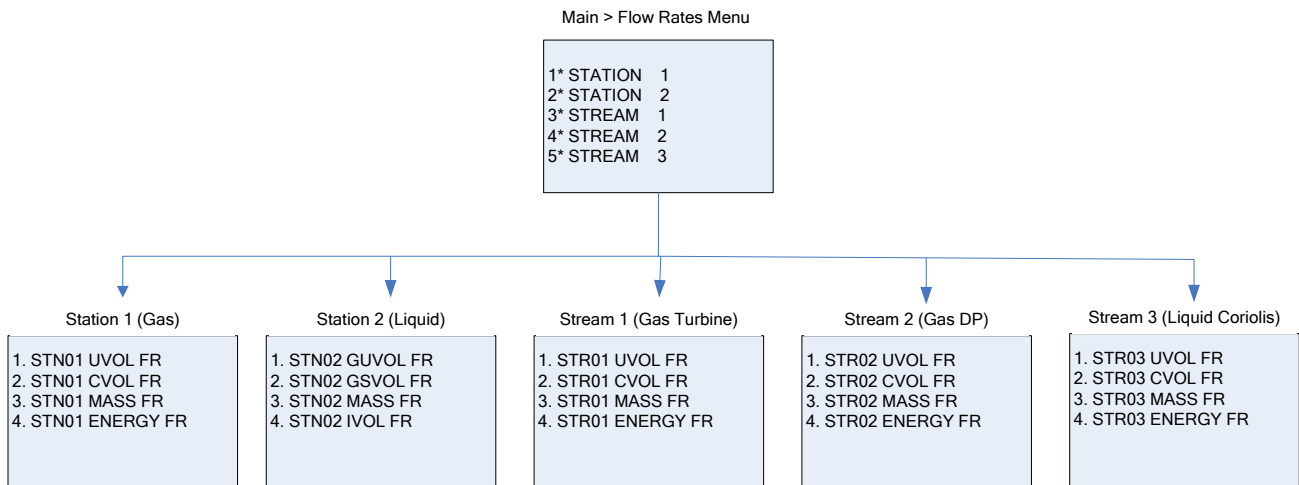 Main > Flow Rates Menu
1* STATION 1
2* STATION 2
3* STREAM 1
4* STREAM 2
5* STREAM 3
Station 1 (Gas)
1. STN01 UVOL FR
2. STN01 CVOL FR
3. STN01 MASS FR
4. STN01 ENERGY FR
Station 2 (Liquid)
1. STN02 GUVOL FR
2. STN02 GSVOL FR
3. STN02 MASS FR
4. STN02 IVOL FR
Stream 1 (Gas Turbine)
1. STR01 UVOL FR
2. STR01 CVOL FR
3. STR01 MASS FR
4. STR01 ENERGY FR
Stream 2 (Gas DP)
1. STR02 UVOL FR
2. STR02 CVOL FR
3. STR02 MASS FR
4. STR02 ENERGY FR
Stream 3 (Liquid Coriolis)
1. STR03 UVOL FR
2. STR03 CVOL FR
3. STR03 MASS FR
4. STR03 ENERGY FR